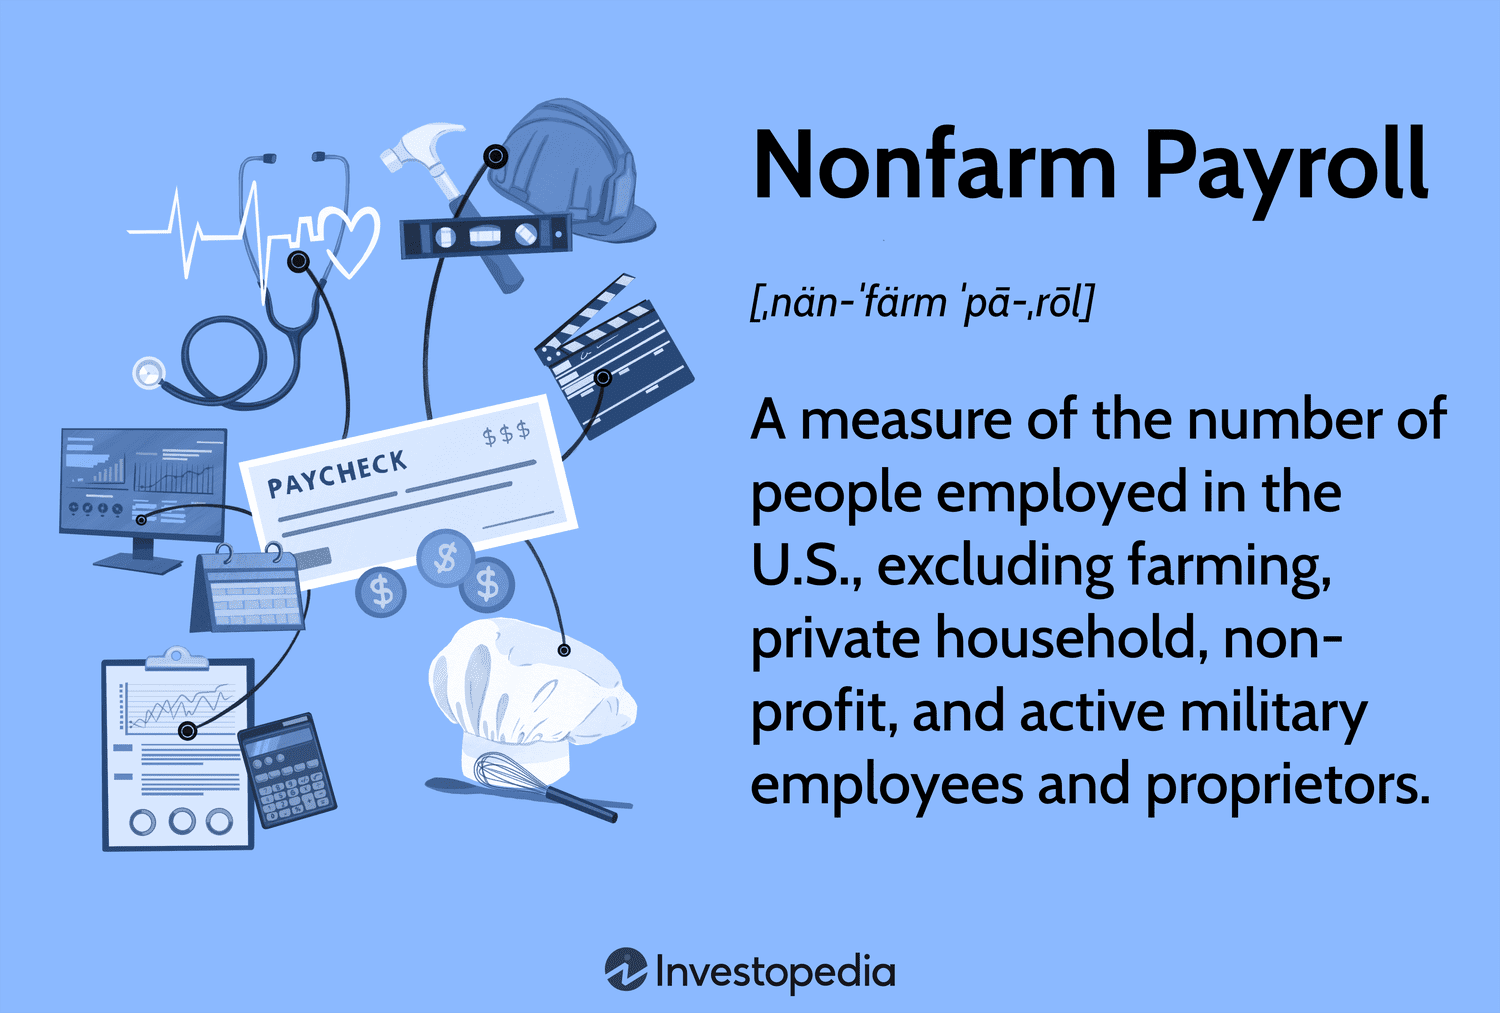 Nonfarm Payroll
[ˌnän-ˈfärm ˈpā-ˌrōl]
A measure of the number of
people employed in the
U.S., excluding farming,
private household, non-
profit, and active military
employees and proprietors.
$$$
PAYCHECK
$
$
$
Investopedia